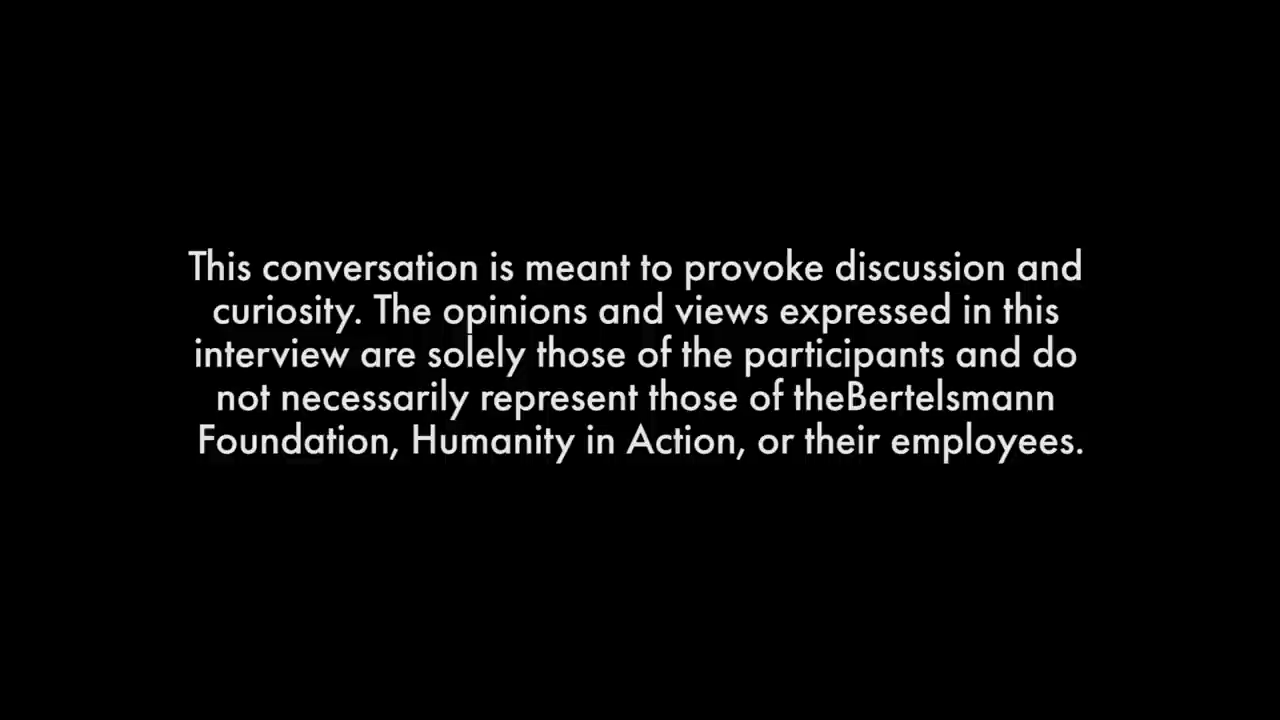 This conversation is meant to provoke discussion and
curiosity. The opinions and views expressed in this
interview are solely those of the participants and do
not necessarily represent those of theBertelsmann
Foundation, Humanity in Action, or their employees.